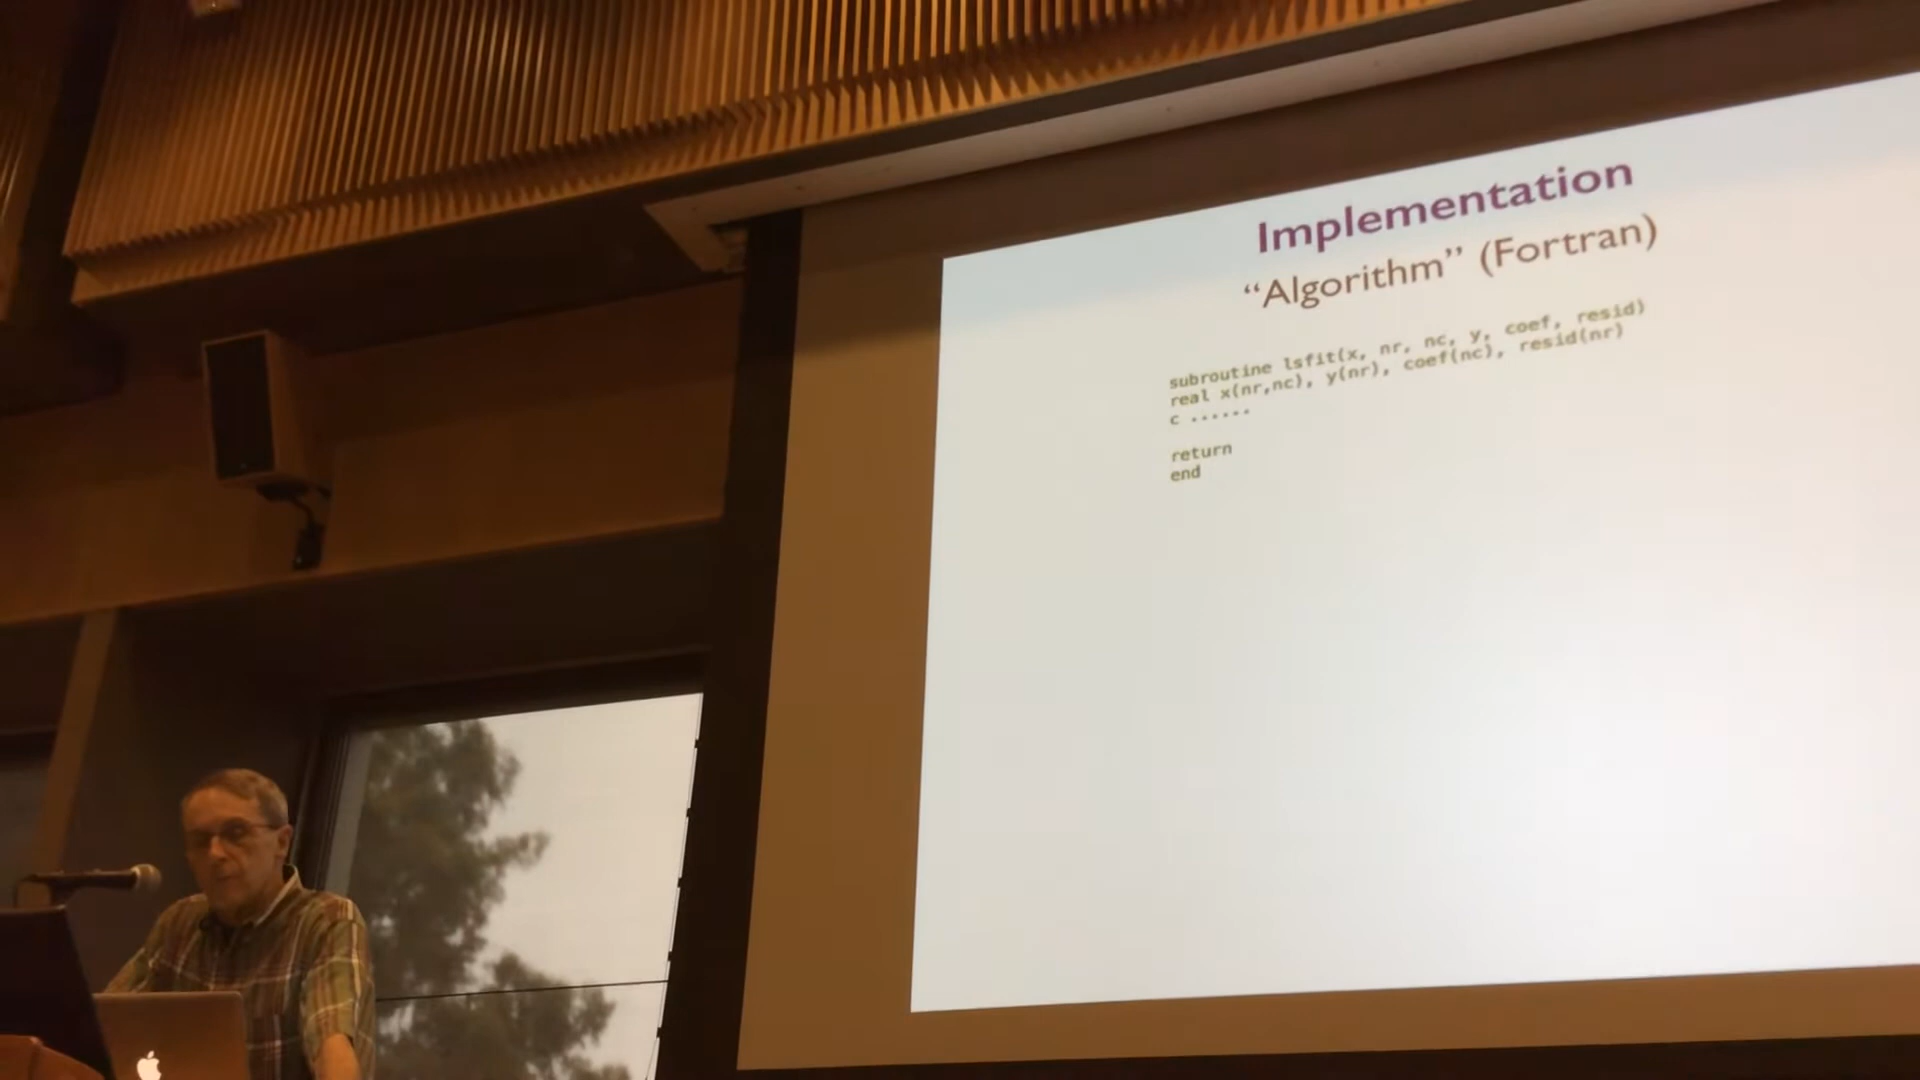 Implementation
“Algorithm” (Fortran)
subroutine lsfit(x, nr, nc, y, coef, resid)
real x(nr,nc), y(nr), coef(nc), resid(nr)
c ......
return
end